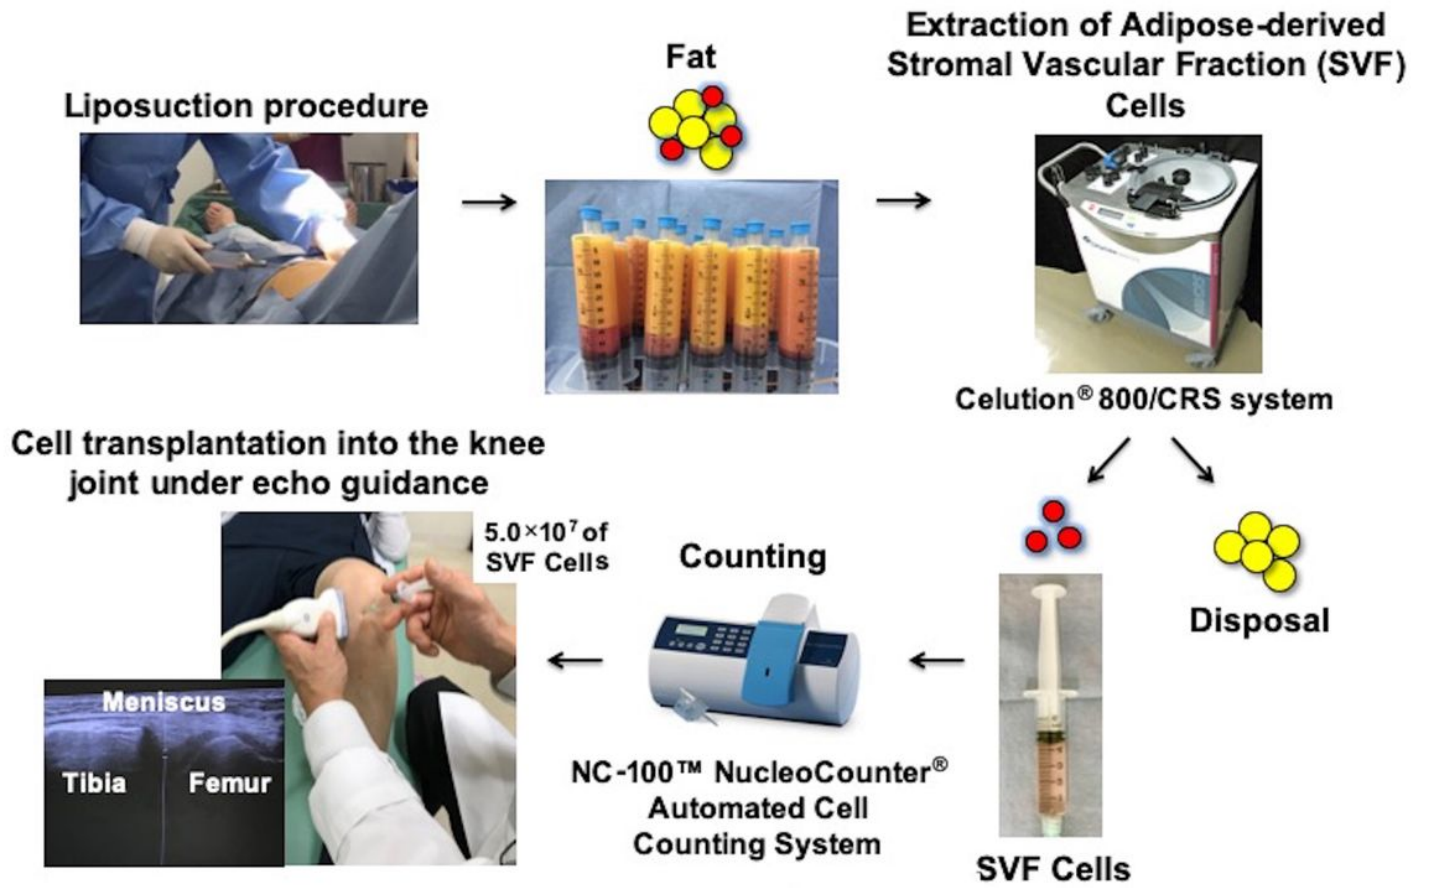 Liposuction procedure
Fat
Extraction of Adipose-derived
Stromal Vascular Fraction (SVF)
Cells
Celution® 800/CRS system
Disposal
SVF Cells
Counting
NC-100™ NucleoCounter®
Automated Cell
Counting System
Cell transplantation into the knee
joint under echo guidance
5.0×10⁷ of
SVF Cells
Meniscus
Tibia
Femur